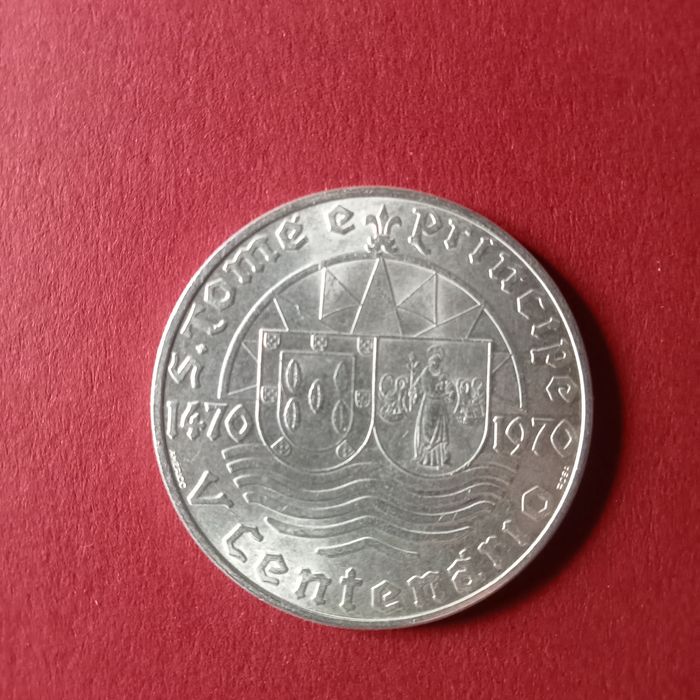 S. Tomé e Príncipe
1470 1970
V Centenário